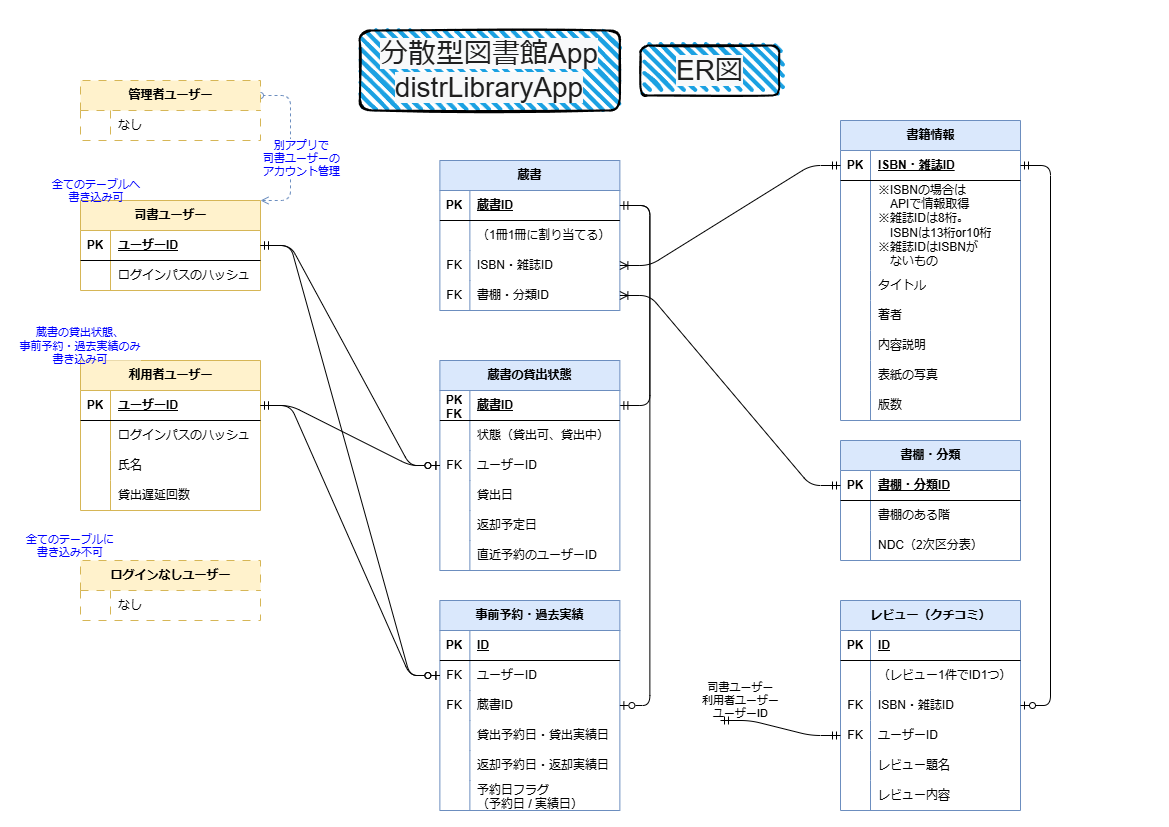 分散型図書館App
distrLibraryApp
ER図
管理者ユーザー
なし
別アプリで
司書ユーザーの
アカウント管理
全てのテーブルへ
書き込み可
司書ユーザー
PK ユーザーID
ログインパスのハッシュ
蔵書の貸出状態、
事前予約・過去実績のみ
書き込み可
利用者ユーザー
PK ユーザーID
ログインパスのハッシュ
氏名
貸出遅延回数
全てのテーブルに
書き込み不可
ログインなしユーザー
なし
蔵書
PK 蔵書ID
（1冊1冊に割り当てる）
FK ISBN・雑誌ID
FK 書棚・分類ID
蔵書の貸出状態
PK
FK 蔵書ID
状態（貸出可、貸出中）
FK ユーザーID
貸出日
返却予定日
直近予約のユーザーID
事前予約・過去実績
PK ID
FK ユーザーID
FK 蔵書ID
貸出予約日・貸出実績日
返却予約日・返却実績日
予約日フラグ
（予約日 / 実績日）
書籍情報
PK ISBN・雑誌ID
※ISBNの場合は
APIで情報取得
※雑誌IDは8桁。
ISBNは13桁or10桁
※雑誌IDはISBNが
ないもの
タイトル
著者
内容説明
表紙の写真
版数
書棚・分類
PK 書棚・分類ID
書棚のある階
NDC（2次区分表）
レビュー（クチコミ）
PK ID
（レビュー1件でID1つ）
FK ISBN・雑誌ID
FK ユーザーID
レビュー題名
レビュー内容
司書ユーザー
利用者ユーザー
ユーザーID